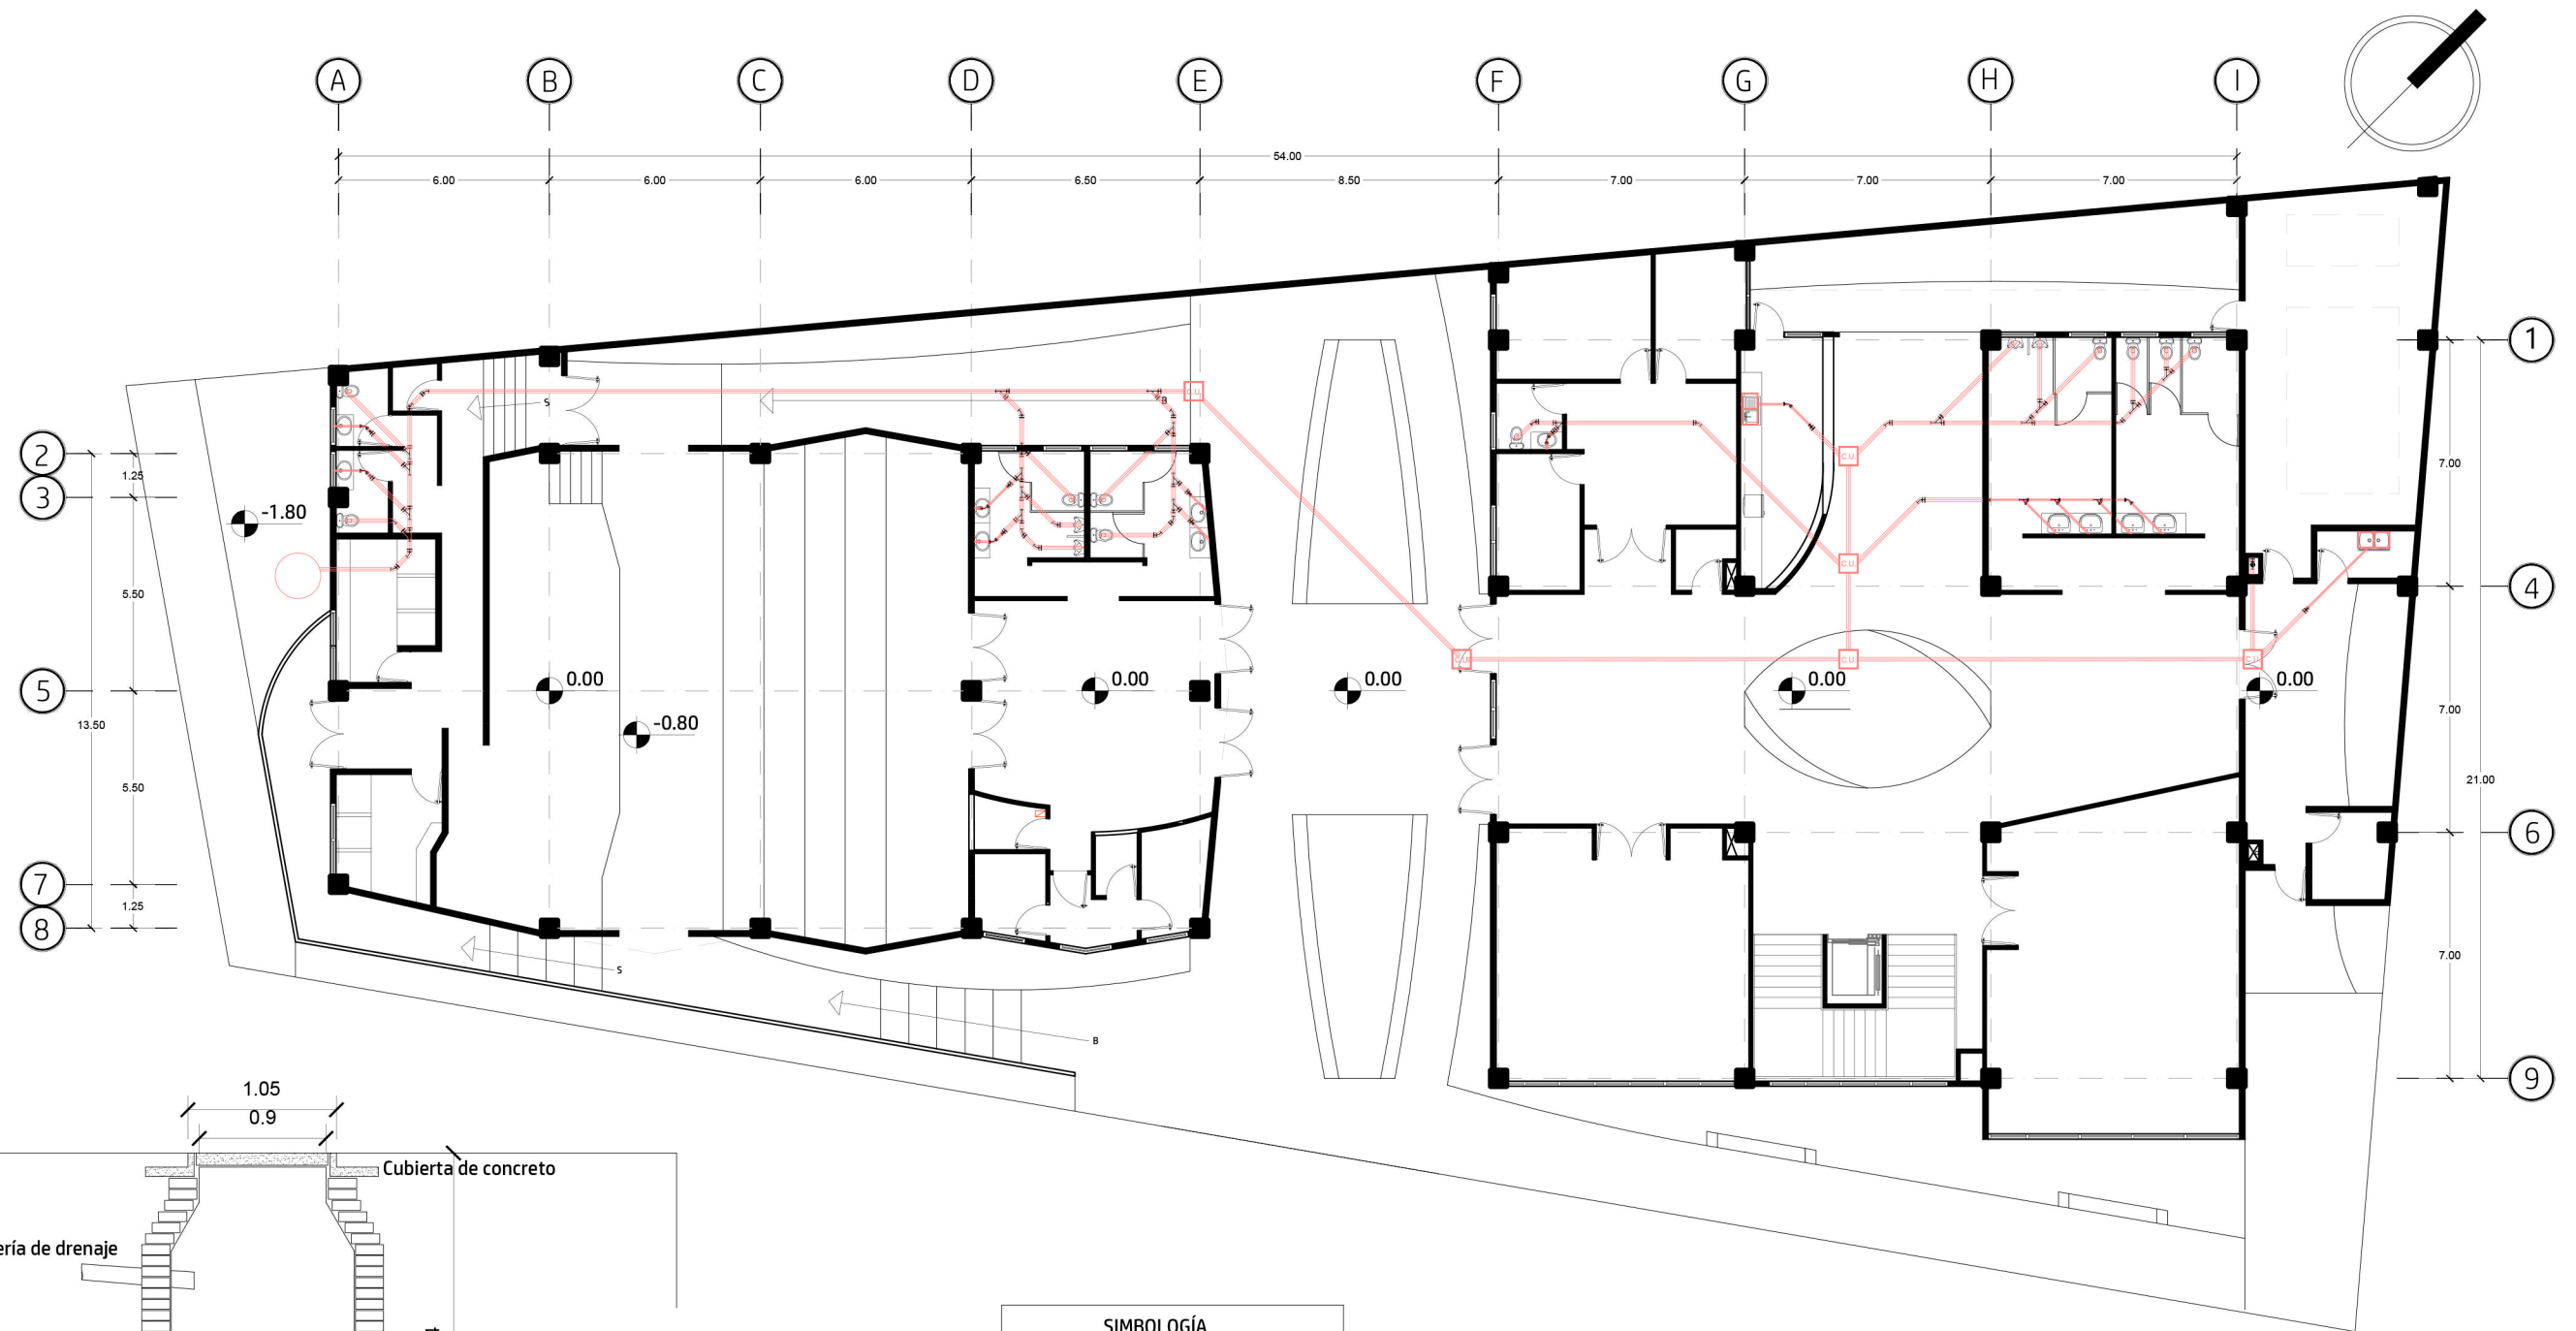 A B C D E F G H I
54.00
6.00 6.00 6.00 6.50 8.50 7.00 7.00 7.00
1
2
1.25
3
-1.80
5.50
5
13.50
5.50
7
1.25
8
S
B
C.U.
C.U.
C.U.
C.U.
C.U.
C.U.
7.00
4
0.00
-0.80
0.00
0.00
0.00
0.00
7.00
21.00
6
7.00
9
S
B
1.05
0.9
Cubierta de concreto
ería de drenaje
SIMBOLOGÍA